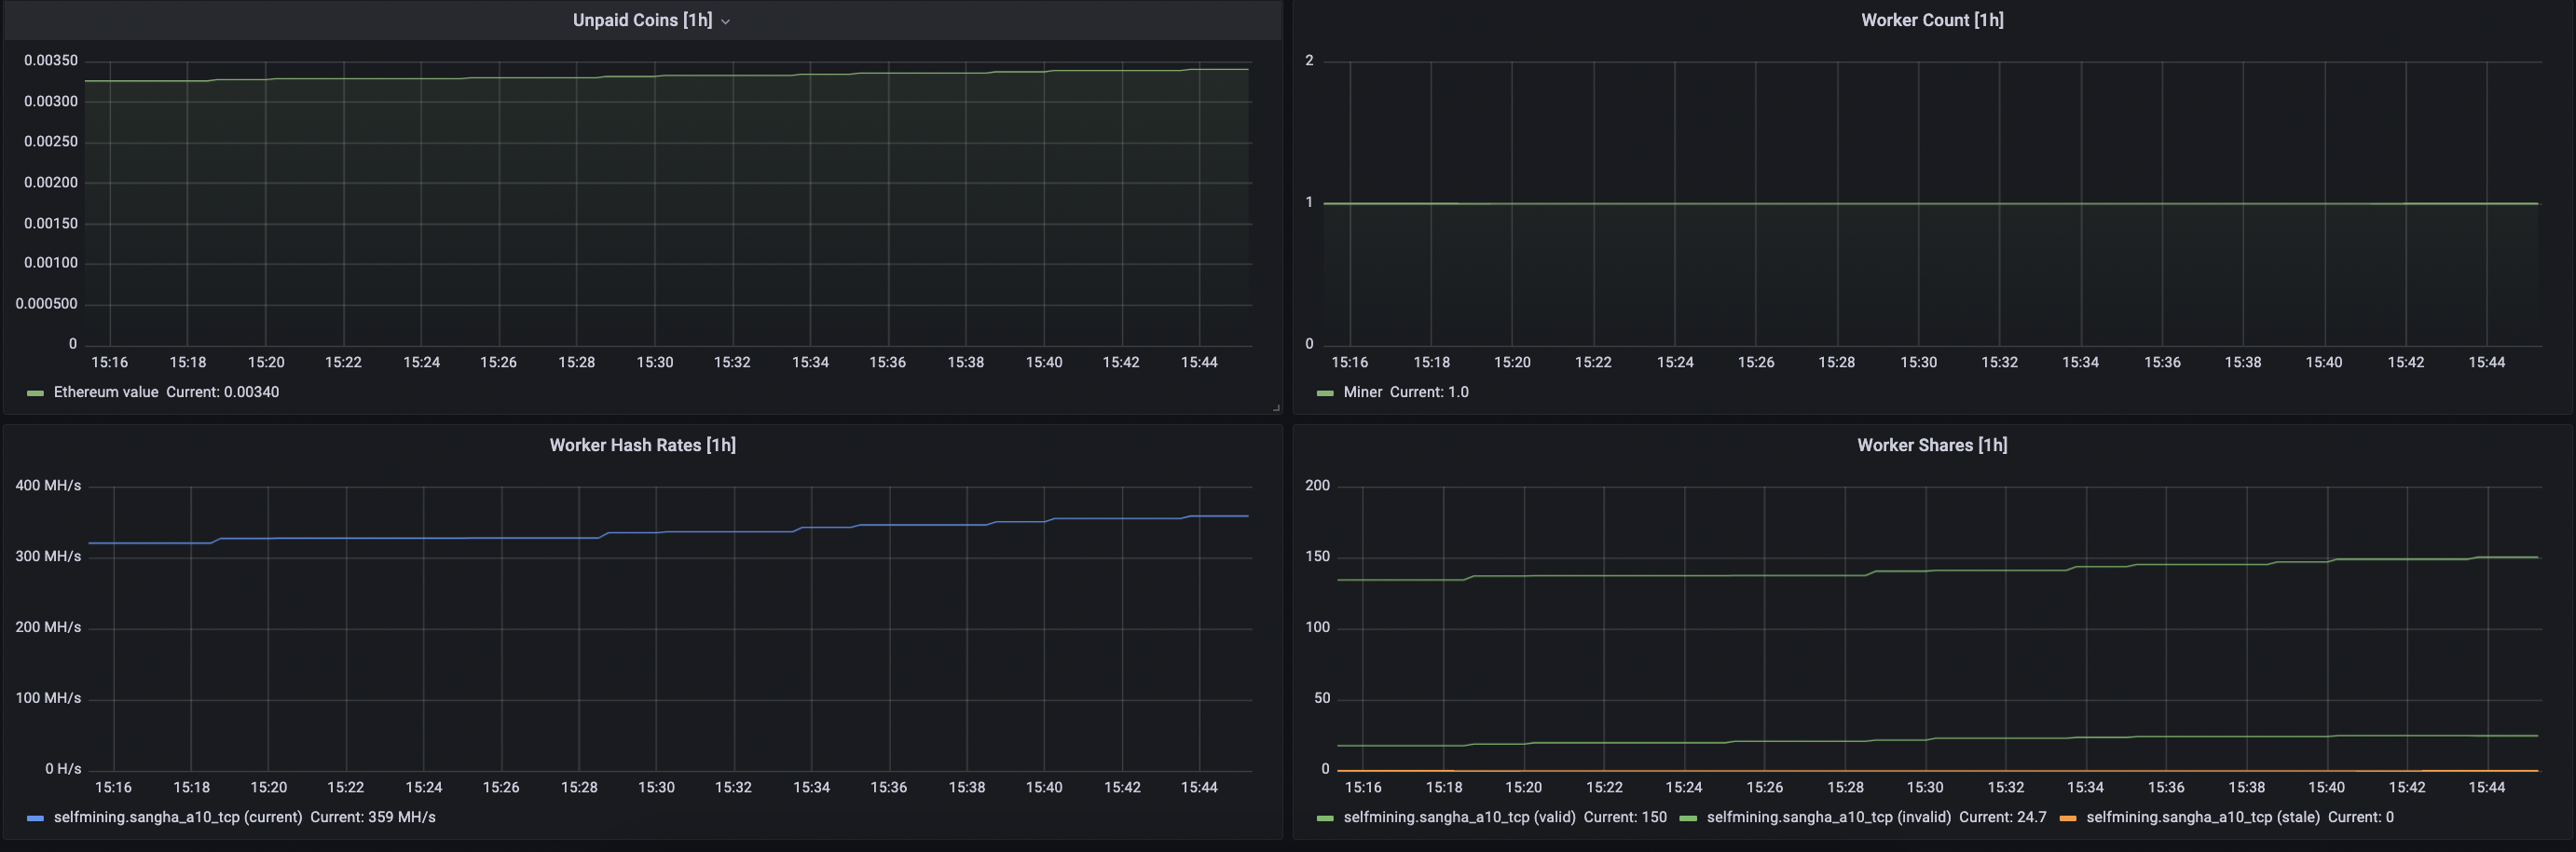 Unpaid Coins [1h]
0.00350
0.00300
0.00250
0.00200
0.00150
0.00100
0.000500
0
15:16 15:18 15:20 15:22 15:24 15:26 15:28 15:30 15:32 15:34 15:36 15:38 15:40 15:42 15:44
Ethereum value Current: 0.00340
Worker Count [1h]
2
1
0
15:16 15:18 15:20 15:22 15:24 15:26 15:28 15:30 15:32 15:34 15:36 15:38 15:40 15:42 15:44
Miner Current: 1.0
Worker Hash Rates [1h]
400 MH/s
300 MH/s
200 MH/s
100 MH/s
0 H/s
15:16 15:18 15:20 15:22 15:24 15:26 15:28 15:30 15:32 15:34 15:36 15:38 15:40 15:42 15:44
selfmining.sangha_a10_tcp (current) Current: 359 MH/s
Worker Shares [1h]
200
150
100
50
0
15:16 15:18 15:20 15:22 15:24 15:26 15:28 15:30 15:32 15:34 15:36 15:38 15:40 15:42 15:44
selfmining.sangha_a10_tcp (valid) Current: 150 selfmining.sangha_a10_tcp (invalid) Current: 24.7 selfmining.sangha_a10_tcp (stale) Current: 0